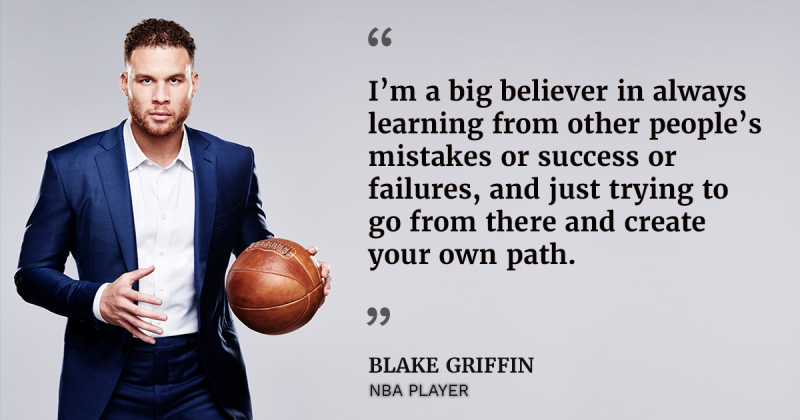 “
I’m a big believer in always
learning from other people’s
mistakes or success or
failures, and just trying to
go from there and create
your own path.
”
BLAKE GRIFFIN
NBA PLAYER